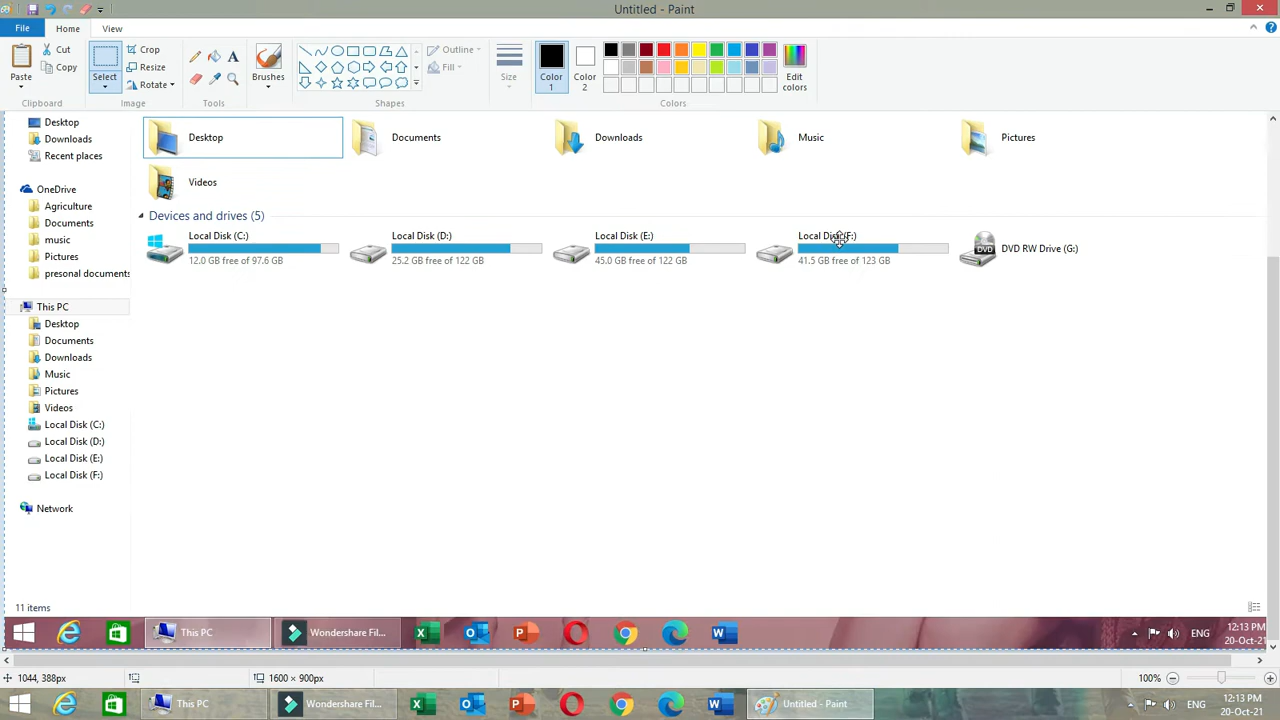 Untitled - Paint
File Home View
Paste
Cut
Copy
Clipboard
Select
Crop
Resize
Rotate
Image
Tools
Brushes
Shapes
Outline
Fill
Size
Color 1
Color 2
Edit colors
Colors
Desktop
Downloads
Recent places
OneDrive
Agriculture
Documents
music
Pictures
presonal documents
This PC
Desktop
Documents
Downloads
Music
Pictures
Videos
Local Disk (C:)
Local Disk (D:)
Local Disk (E:)
Local Disk (F:)
Network
Desktop Documents Downloads Music Pictures
Videos
Devices and drives (5)
Local Disk (C:)
12.0 GB free of 97.6 GB
Local Disk (D:)
25.2 GB free of 122 GB
Local Disk (E:)
45.0 GB free of 122 GB
Local Disk (F:)
41.5 GB free of 123 GB
DVD
DVD RW Drive (G:)
11 items
This PC Wondershare Fil... ENG 12:13 PM
20-Oct-21
1044, 388px 1600 × 900px 100%
This PC Wondershare Fil... Untitled - Paint ENG 12:13 PM
20-Oct-21